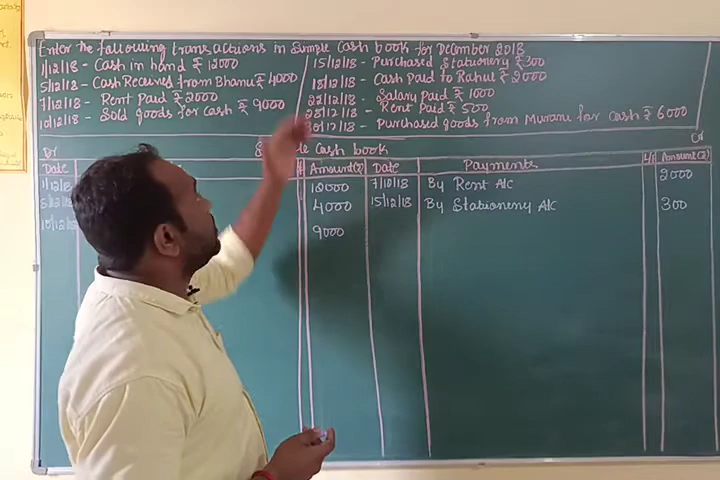 Enter the following transactions in Simple Cash book for December 2018
1/12/18 - Cash in hand ₹ 12000
5/12/18 - Cash Received from Bhanu ₹ 4000
7/12/18 - Rent Paid ₹ 2000
10/12/18 - Sold goods for cash ₹ 9000
15/12/18 - Purchased Stationery ₹ 300
18/12/18 - Cash Paid to Rahul ₹ 2000
22/12/18 - Salary Paid ₹ 1000
28/12/18 - Rent Paid ₹ 500
30/12/18 - Purchased goods from Murali for cash ₹ 6000
Dr
Cash book
Cr
Date
Amount(₹) Date Payments L/F Amount(₹)
1/12/18 12000 7/12/18 By Rent A/c 2000
5/12/18 4000 15/12/18 By Stationery A/c 300
10/12/18 9000